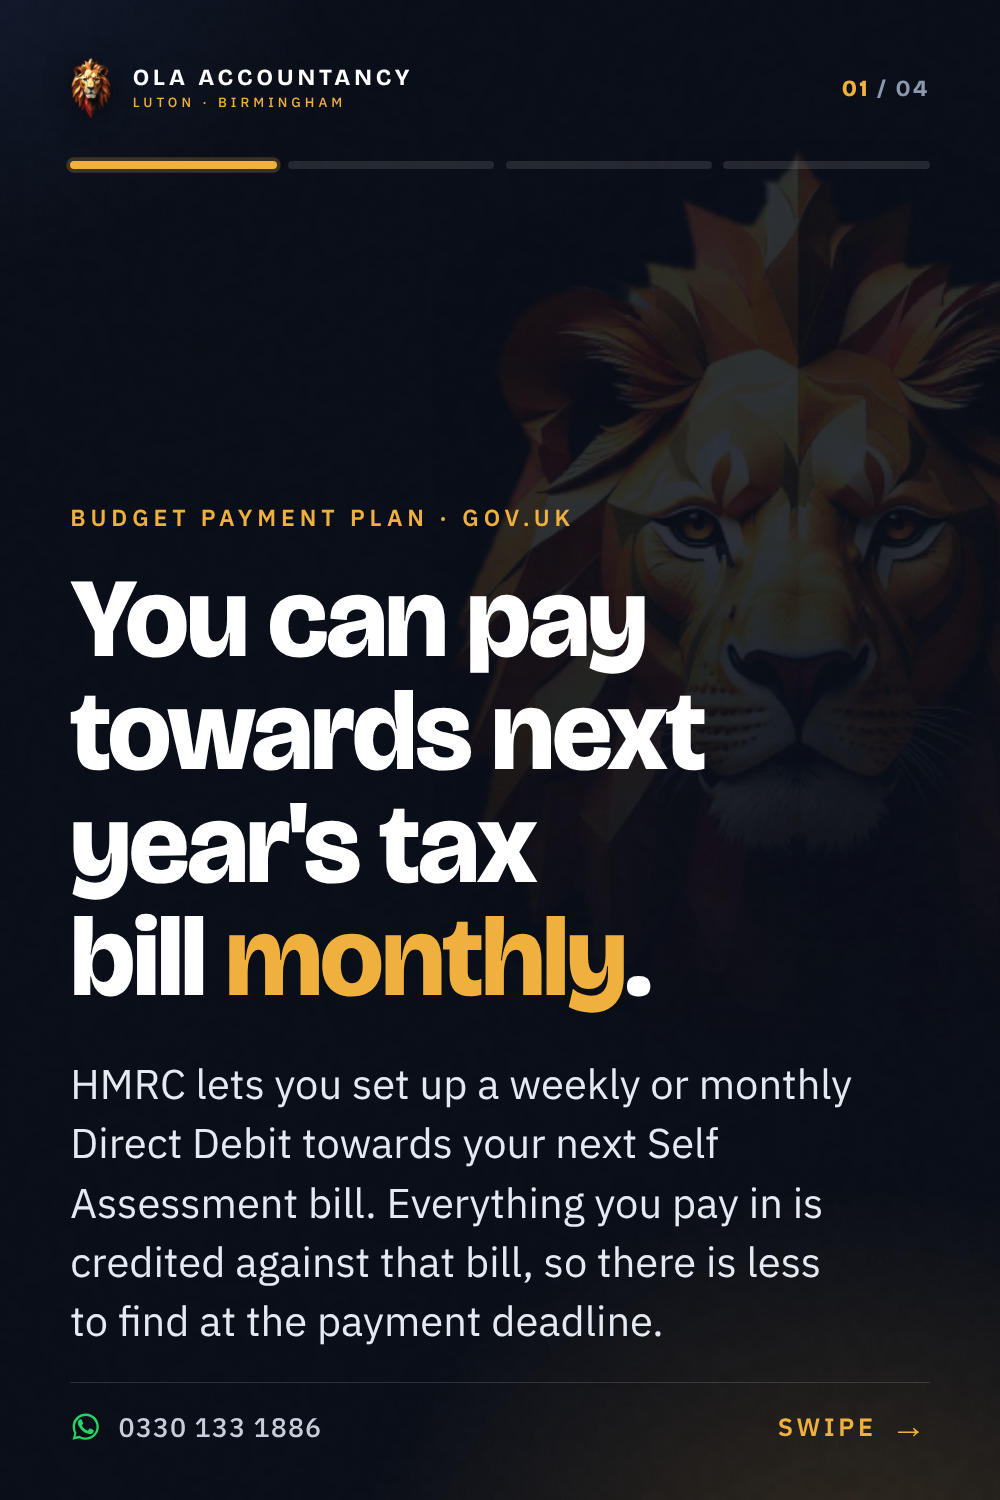 OLA ACCOUNTANCY
LUTON · BIRMINGHAM
01 / 04
BUDGET PAYMENT PLAN · GOV.UK
You can pay
towards next
year's tax
bill monthly.
HMRC lets you set up a weekly or monthly
Direct Debit towards your next Self
Assessment bill. Everything you pay in is
credited against that bill, so there is less
to find at the payment deadline.
0330 133 1886
SWIPE →